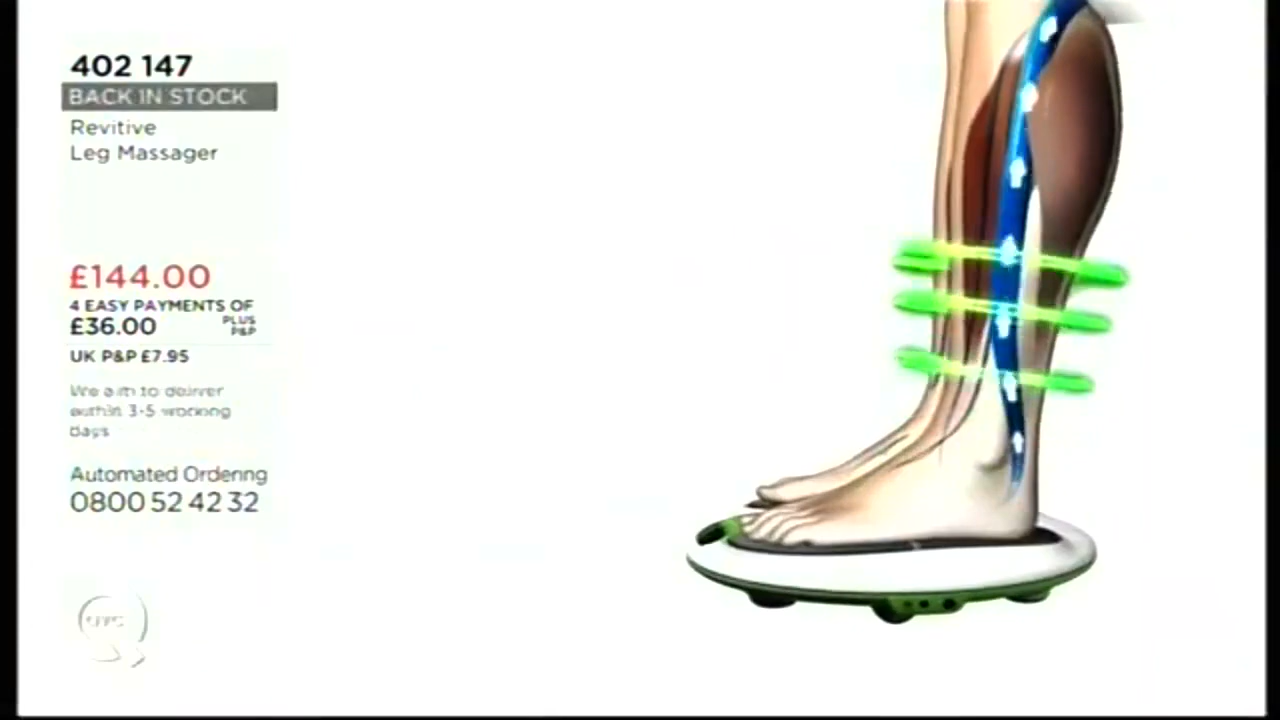 402 147
BACK IN STOCK
Revitive
Leg Massager
£144.00
4 EASY PAYMENTS OF
£36.00 PLUS P&P
UK P&P £7.95
We aim to deliver
within 3-5 working
days
Automated Ordering
0800 52 42 32
QVC